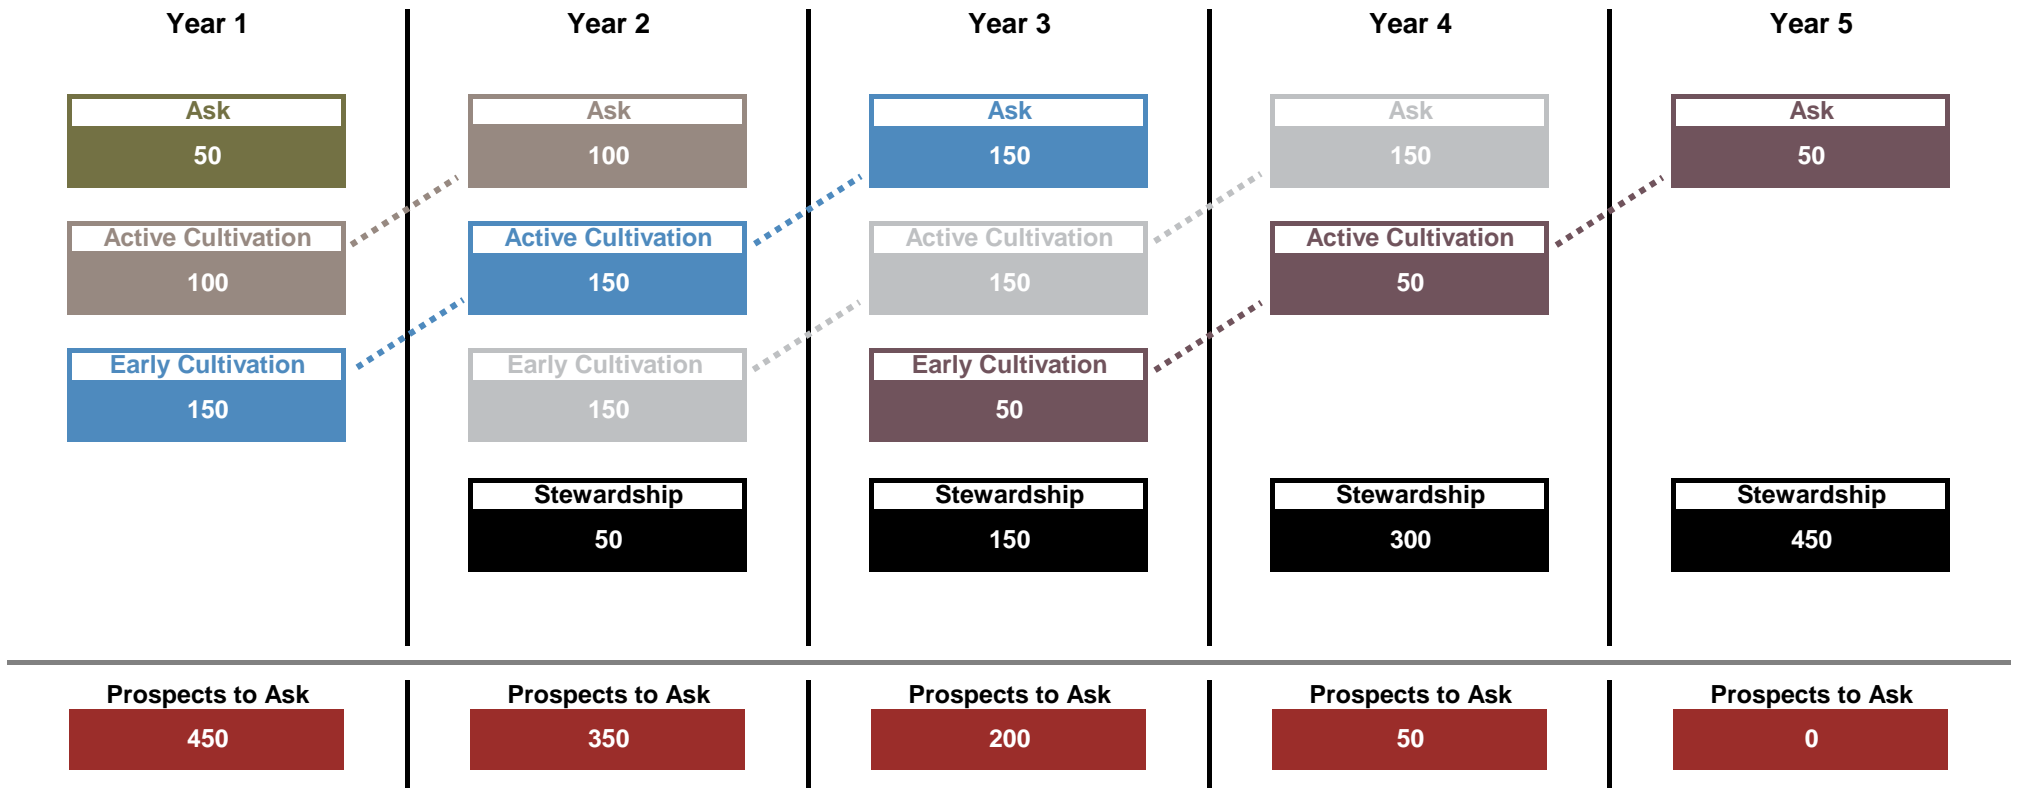 Year 1
Year 2
Year 3
Year 4
Year 5
Ask
50
Ask
100
Ask
150
Ask
150
Ask
50
Active Cultivation
100
Active Cultivation
150
Active Cultivation
150
Active Cultivation
50
Early Cultivation
150
Early Cultivation
150
Early Cultivation
50
Stewardship
50
Stewardship
150
Stewardship
300
Stewardship
450
Prospects to Ask
450
Prospects to Ask
350
Prospects to Ask
200
Prospects to Ask
50
Prospects to Ask
0